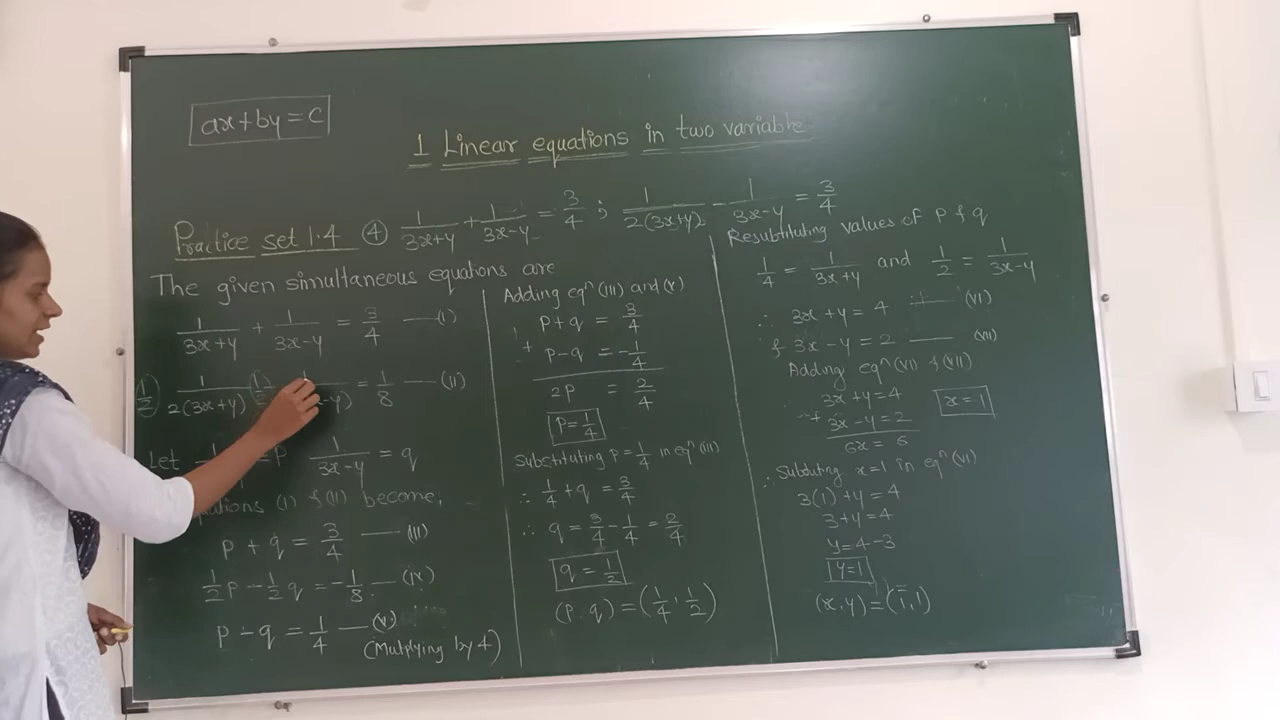 ax+by=c
1 Linear equations in two variable
Practice set 1.4 ④ 1/(3x+y) + 1/(3x-y) = 3/4 ; 1/2(3x+y) - 1/(3x-y) = 3/4
The given simultaneous equations are
1/(3x+y) + 1/(3x-y) = 3/4 — (I)
1/2 1/2(3x+y) 1/2 = 1/8 — (II)
Let = p 1/(3x-y) = q
equations (I) & (II) become,
p + q = 3/4 — (III)
1/2 p - 1/2 q = -1/8 — (IV)
p - q = 1/4 — (V)
(Mutplying by 4)
Adding eqⁿ (III) and (V)
p+q = 3/4
+ p-q = -1/4
2p = 2/4
p = 1/4
Substituting p = 1/4 in eqⁿ (III)
∴ 1/4 + q = 3/4
∴ q = 3/4 - 1/4 = 2/4
q = 1/2
(p, q) = (1/4, 1/2)
Resubstituting values of p & q
1/4 = 1/(3x+y) and 1/2 = 1/(3x-y)
∴ 3x+y = 4 — (VI)
& 3x-y = 2 — (VII)
Adding eqⁿ (VI) & (VII)
3x+y = 4
+ 3x-y = 2
6x = 6
x = 1
∴ Subtuting x=1 in eqⁿ (VI)
3(1)+y = 4
3+y = 4
y = 4-3
y=1
(x,y) = (1,1)